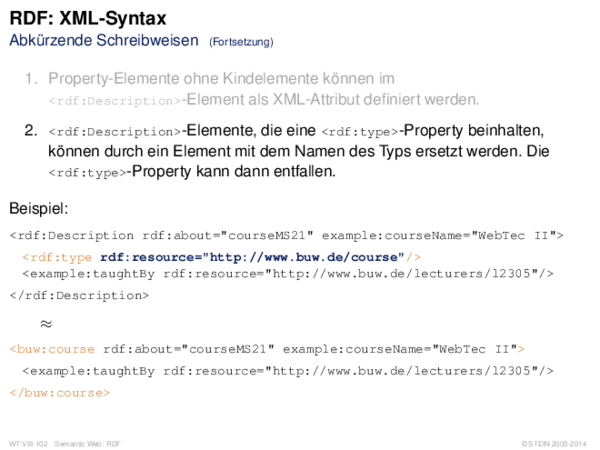 RDF: XML-Syntax
Abkürzende Schreibweisen (Fortsetzung)
1. Property-Elemente ohne Kindelemente können im
<rdf:Description>-Element als XML-Attribut definiert werden.
2. <rdf:Description>-Elemente, die eine <rdf:type>-Property beinhalten,
können durch ein Element mit dem Namen des Typs ersetzt werden. Die
<rdf:type>-Property kann dann entfallen.
Beispiel:
<rdf:Description rdf:about="courseMS21" example:courseName="WebTec II">
<rdf:type rdf:resource="http://www.buw.de/course"/>
<example:taughtBy rdf:resource="http://www.buw.de/lecturers/l2305"/>
</rdf:Description>
≈
<buw:course rdf:about="courseMS21" example:courseName="WebTec II">
<example:taughtBy rdf:resource="http://www.buw.de/lecturers/l2305"/>
</buw:course>
WT:VIII-102 Semantic Web: RDF © STEIN 2005-2014